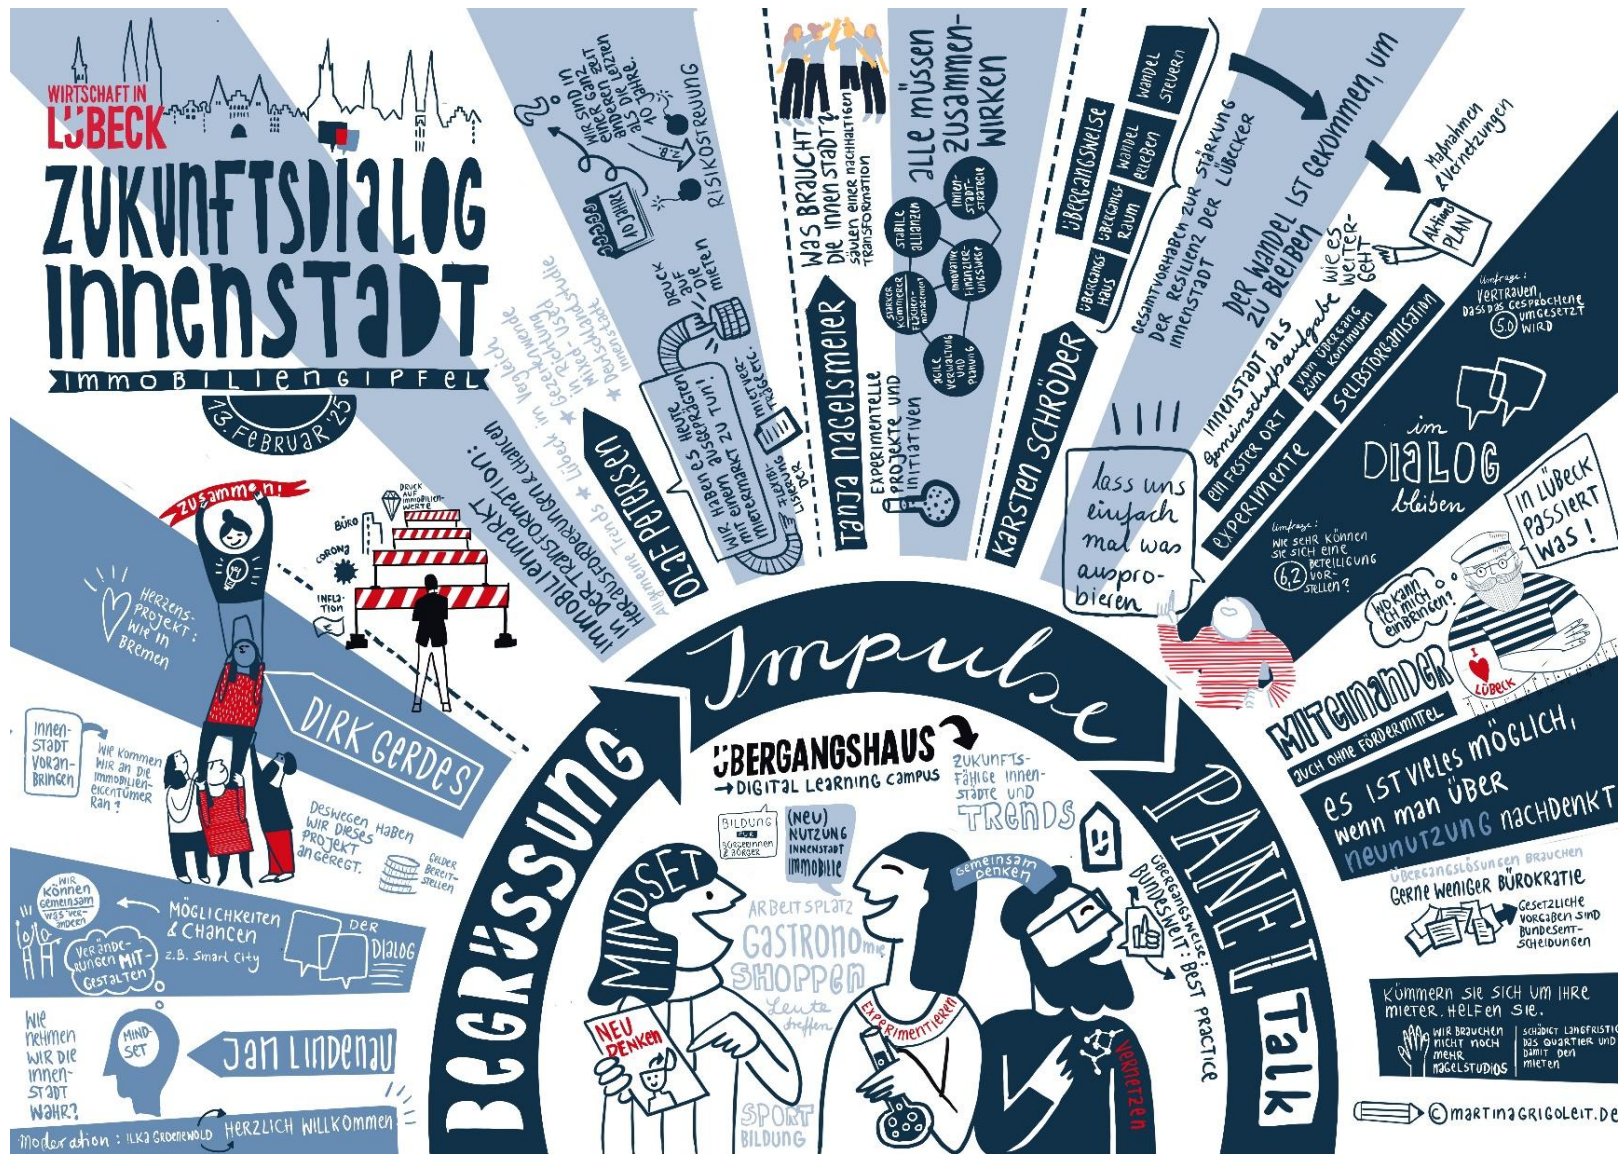 WIRTSCHAFT IN
LÜBECK
ZUKUNFTSDIALOG
INNENSTADT
IMMOBILIENGIPFEL
13. FEBRUAR '25
BEGRÜSSUNG
moderation: ILKA GROENEWOLD
HERZLICH WILLKOMMEN
JAN LINDENAU
MIND-
SET
WIE
nehmen
WIR DIE
INNEN-
STADT
WAHR?
DER
DIALOG
MÖGLICHKEITEN
& CHANCEN
z.B. Smart City
WIR
können
GEMEINSAM
WAS VER-
ÄNDERN
VERÄNDE-
RUNGEN MIT-
GESTALTEN
DIRK GERDES
ZUSAMMEN!
HERZENS-
PROJEKT:
WIE IN
BREMEN
INNEN-
STADT
VORAN-
BRINGEN
WIE KOMMEN
WIR AN DIE
IMMOBILIEN-
EIGENTÜMER
RAN?
DESWEGEN HABEN
WIR DIESES
PROJEKT
ANGEREGT.
GELDER
BEREIT-
STELLEN
Impulse
DRUCK
AUF
IMMOBILIEN-
WERTE
BÜRO
CORONA
INFLA-
TION
OLAF PETERSEN
IMMOBILIENMARKT
IN DER TRANSFORMATION:
HERAUSFORDERUNGEN & CHANCEN
Allgemeine Trends ★ Lübeck im Vergleich
★ Gezeitenwende
in Richtung
Mixed-Used
★ Deutschlandstudie
Innenstädte
WIR SIND IN
EINER GANZ
ANDEREN ZEIT
ALS DIE LETZTEN
10 JAHRE.
10 JAHRE
z.B.
RISIKOSTREUUNG
DRUCK
AUF
DIE
MIETEN
WIR HABEN ES HEUTE
MIT EINEM AUSGEPRÄGTEN
MIETERMARKT ZU TUN!
FLEXIBI-
LISIERUNG
DER
MIETVER-
TRÄGE ETC.
TANJA NAGELSMEIER
WAS BRAUCHT
DIE INNENSTADT?
SÄULEN EINER NACHHALTIGEN
TRANSFORMATION
EXPERIMENTELLE
PROJEKTE UND
INITIATIVEN
ALLE MÜSSEN
ZUSAMMEN-
WIRKEN
STABILE
ALLIANZEN
INNEN-
STADT-
STRATEGIE
STARKER
KÜMMERER
FLÄCHEN-
MANAGEMENT
INNOVATIVE
FINANZIER-
UNGSWEGE
AGILE
VERWALTUNG
UND
PLANUNG
KARSTEN SCHRÖDER
ÜBERGANGSWEISE
ÜBERGANGS-
HAUS
ÜBERGANGS-
RAUM
WANDEL
ERLEBEN
WANDEL
STEUERN
GESAMTVORHABEN ZUR STÄRKUNG
DER RESILIENZ DER LÜBECKER
INNENSTADT
DER WANDEL IST GEKOMMEN, UM
ZU BLEIBEN
INNENSTADT ALS
Gemeinschaftsaufgabe
WIE ES
WEITER-
GEHT
AKTIONS
PLAN
Maßnahmen
& Vernetzungen
EIN FESTER ORT
VOM ÜBERGANG
ZUM KONTINUUM
EXPERIMENTE
SELBSTORGANISATION
lass uns
einfach
mal was
auspro-
bieren
PANEL Talk
Umfrage:
VERTRAUEN,
DASS DAS GESPROCHENE
5.0 UMGESETZT
WIRD
im
DIALOG
bleiben
Umfrage:
WIE SEHR KÖNNEN
SIE SICH EINE
BETEILIGUNG
6,2 VOR-
STELLEN?
IN LÜBECK
PASSIERT
WAS!
WO KANN
ICH MICH
EINBRINGEN?
I
LÜBECK
MITEINANDER
AUCH OHNE FÖRDERMITTEL
ES IST VIELES MÖGLICH,
WENN MAN ÜBER
NEUNUTZUNG NACHDENKT
ÜBERGANGSLÖSUNGEN BRAUCHEN
GERNE WENIGER BÜROKRATIE
GESETZLICHE
VORGABEN SIND
BUNDESENT-
SCHEIDUNGEN
KÜMMERN SIE SICH UM IHRE
MIETER. HELFEN SIE.
WIR BRAUCHEN
NICHT NOCH
MEHR
NAGELSTUDIOS
SCHÄDIGT LANGFRISTIG
DAS QUARTIER UND
DAMIT DEN
MIETEN
© MARTINAGRIGOLEIT.DE
ÜBERGANGSHAUS
→ DIGITAL LEARNING CAMPUS
ZUKUNFTS-
FÄHIGE INNEN-
STÄDTE UND
TRENDS
BILDUNG
FÜR
BÜRGERINNEN
& BÜRGER
(NEU)
NUTZUNG
INNENSTADT
IMMOBILIE
MINDSET
ARBEITSPLATZ
GASTRONOMIE
SHOPPEN
Leute
treffen
SPORT
BILDUNG
NEU
DENKEN
EXPERIMENTIEREN
GEMEINSAM
DENKEN
VERNETZEN
ÜBERGANGSWEISE:
BUNDESWEIT: BEST PRACTICE